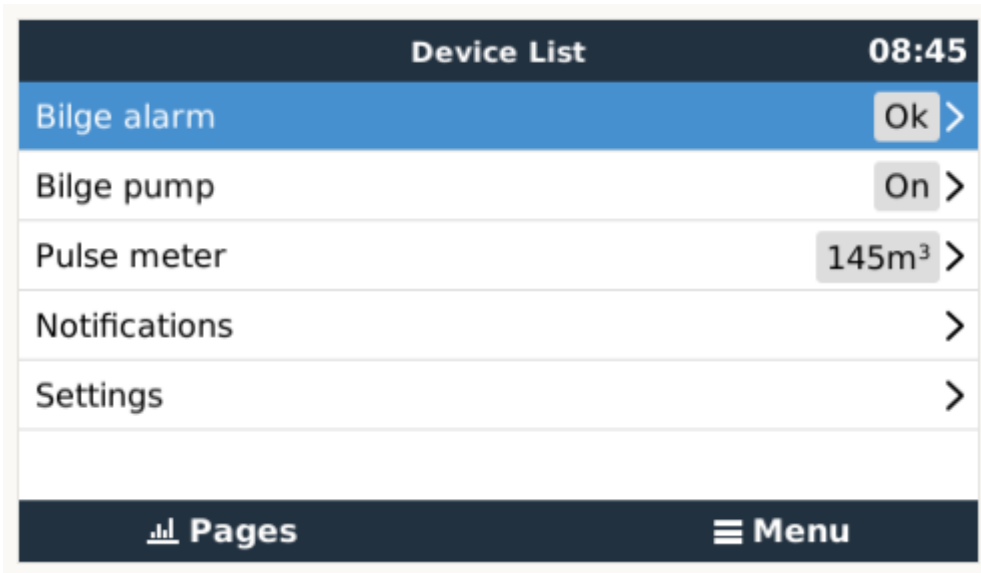 Device List 08:45
Bilge alarm Ok
Bilge pump On
Pulse meter 145m³
Notifications
Settings
Pages Menu